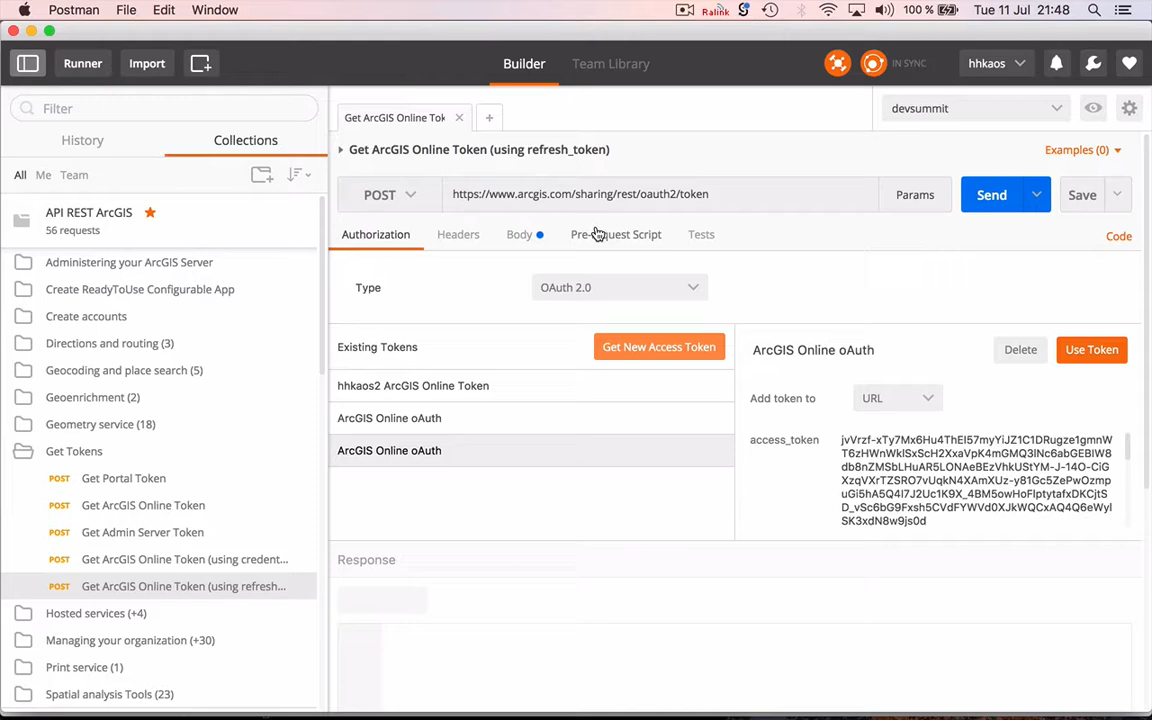 Postman File Edit Window Ralink 100 % Tue 11 Jul 21:48
Runner Import Builder Team Library IN SYNC hhkaos
Filter
History Collections
All Me Team
API REST ArcGIS
56 requests
Administering your ArcGIS Server
Create ReadyToUse Configurable App
Create accounts
Directions and routing (3)
Geocoding and place search (5)
Geoenrichment (2)
Geometry service (18)
Get Tokens
POST Get Portal Token
POST Get ArcGIS Online Token
POST Get Admin Server Token
POST Get ArcGIS Online Token (using credent...
POST Get ArcGIS Online Token (using refresh...
Hosted services (+4)
Managing your organization (+30)
Print service (1)
Spatial analysis Tools (23)
Get ArcGIS Online Tok
devsummit
Get ArcGIS Online Token (using refresh_token)
Examples (0)
POST https://www.arcgis.com/sharing/rest/oauth2/token Params Send Save
Authorization Headers Body Pre-request Script Tests Code
Type OAuth 2.0
Existing Tokens Get New Access Token
hhkaos2 ArcGIS Online Token
ArcGIS Online oAuth
ArcGIS Online oAuth
ArcGIS Online oAuth Delete Use Token
Add token to URL
access_token
Response